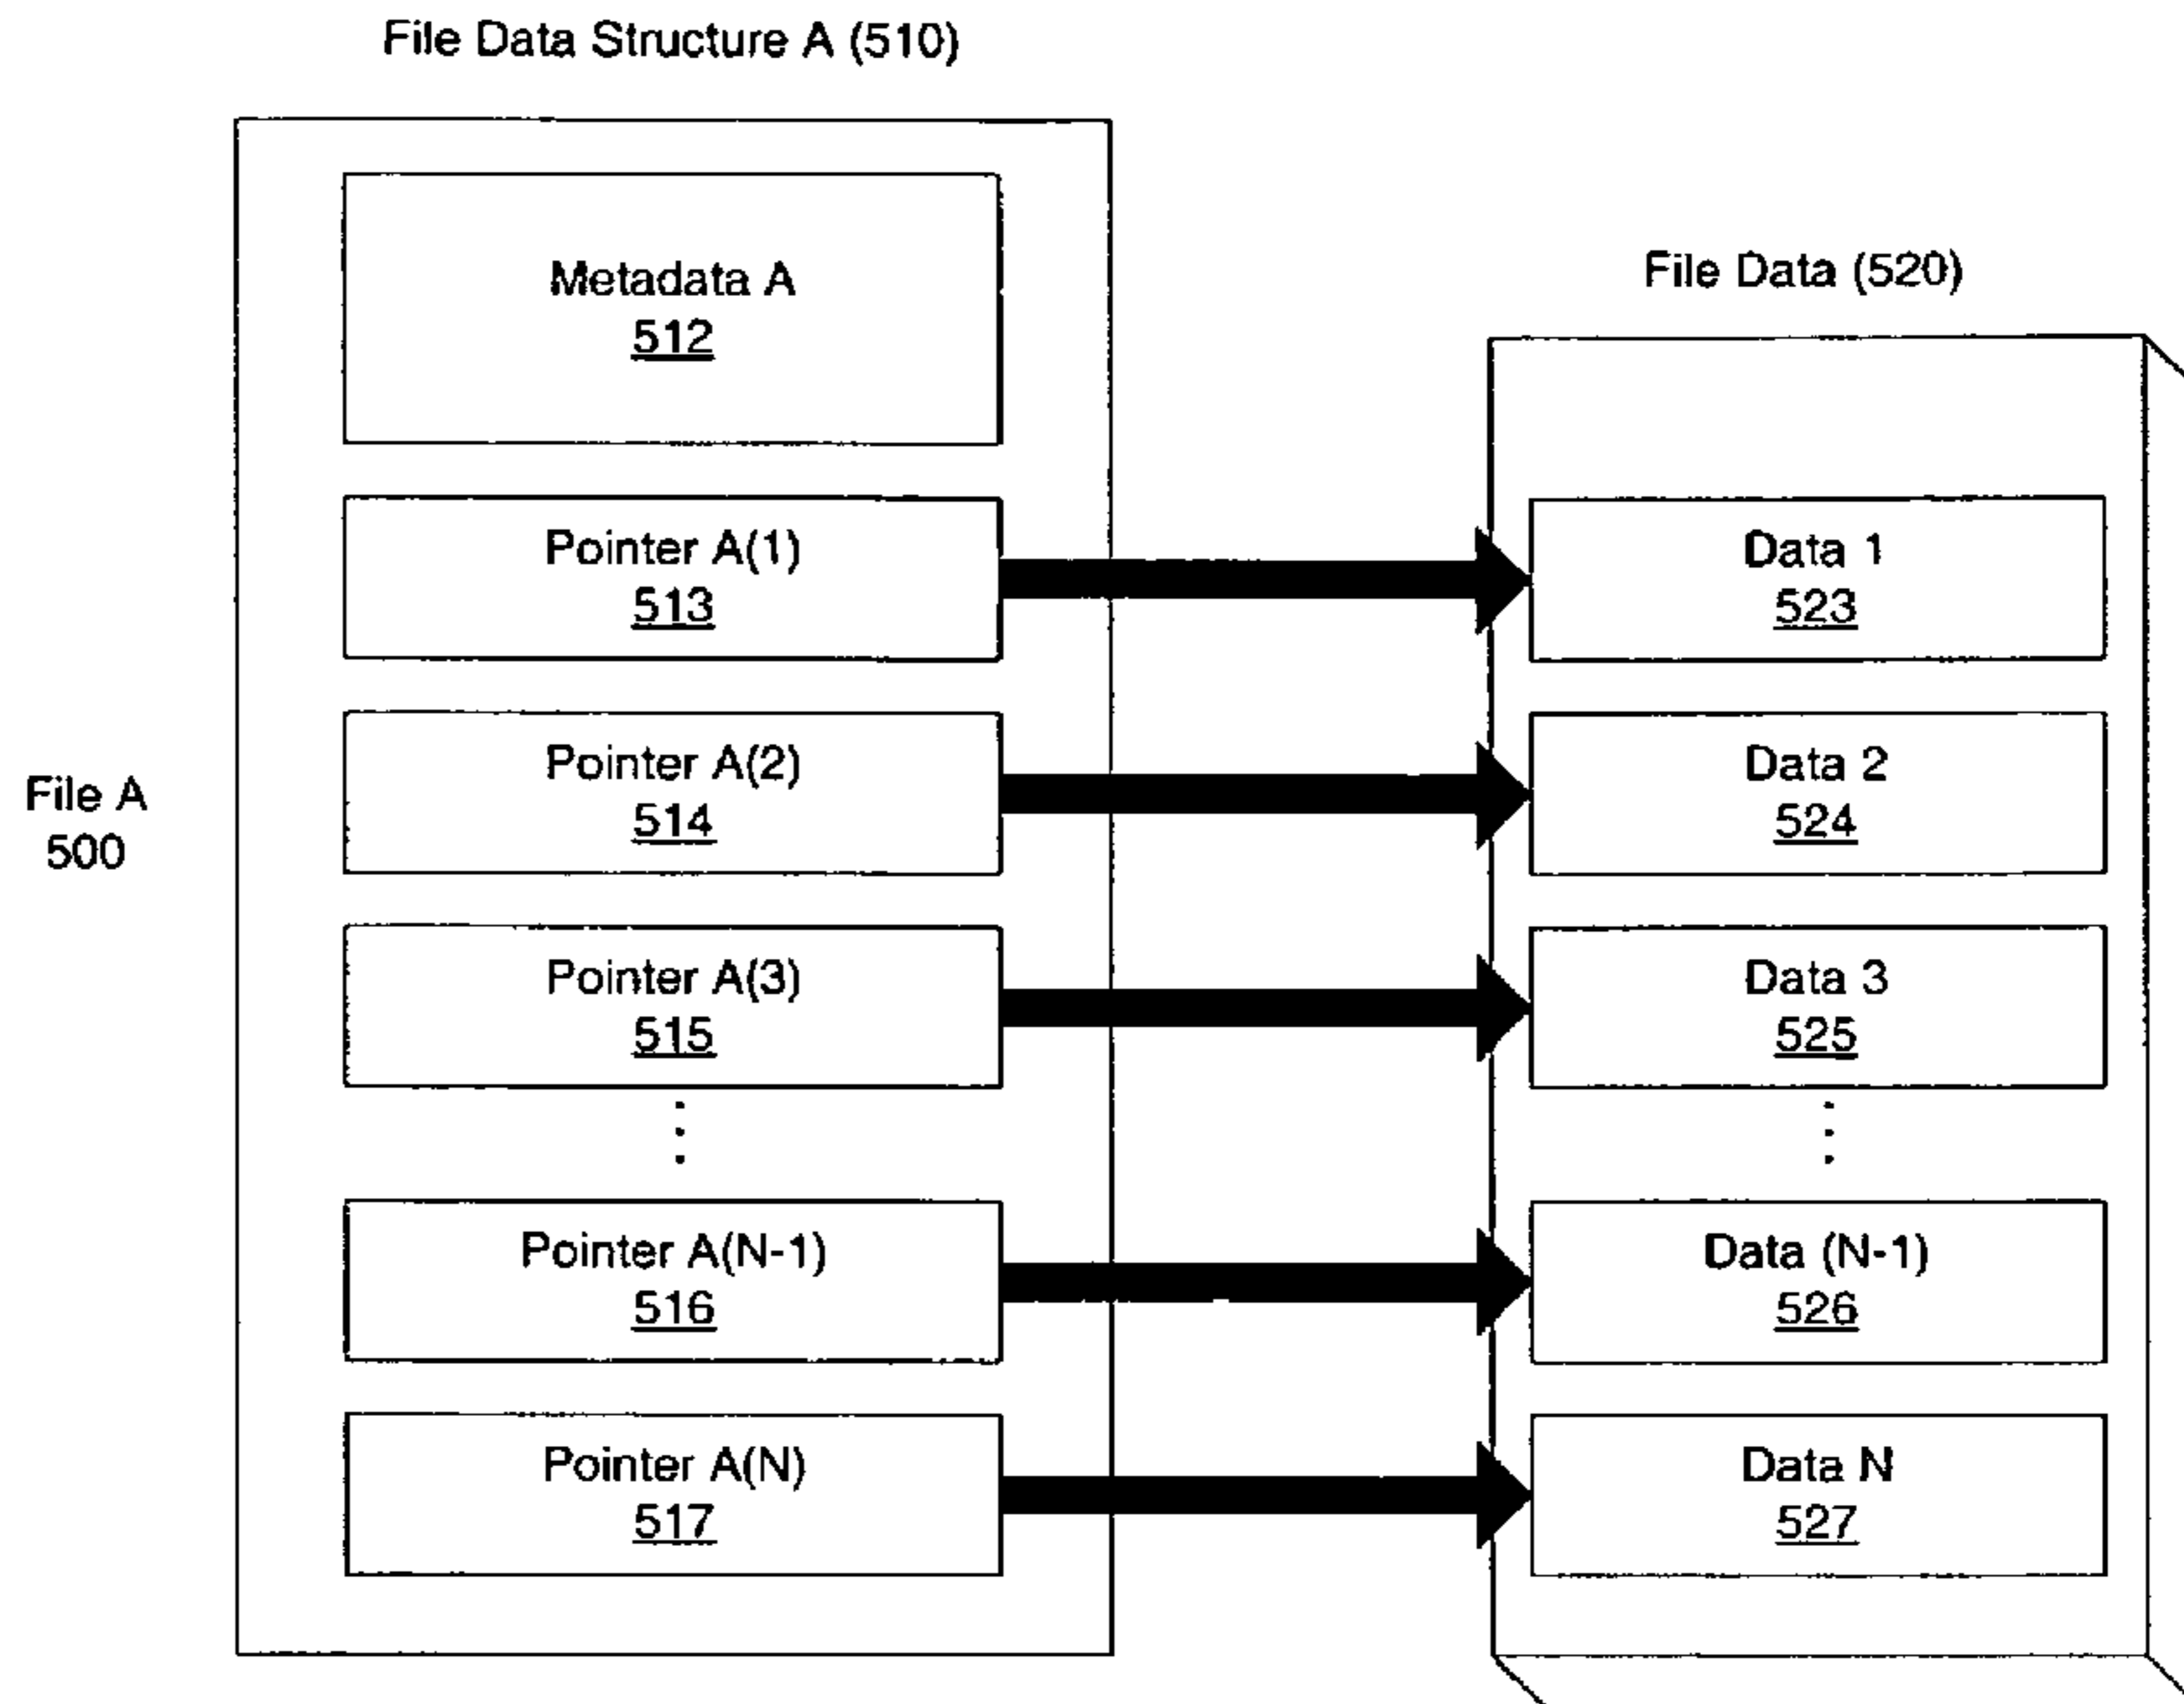 File Data Structure A (510)
Metadata A
512
File Data (520)
Pointer A(1)
513
Data 1
523
Pointer A(2)
514
Data 2
524
File A
500
Pointer A(3)
515
Data 3
525
Pointer A(N-1)
516
Data (N-1)
526
Pointer A(N)
517
Data N
527